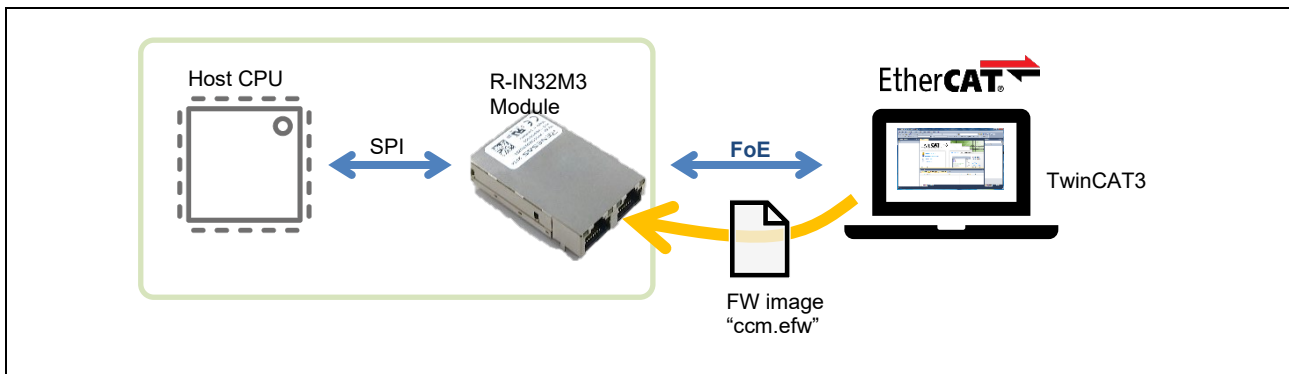 Host CPU
SPI
R-IN32M3
Module
FoE
EtherCAT®
TwinCAT3
FW image
“ccm.efw”